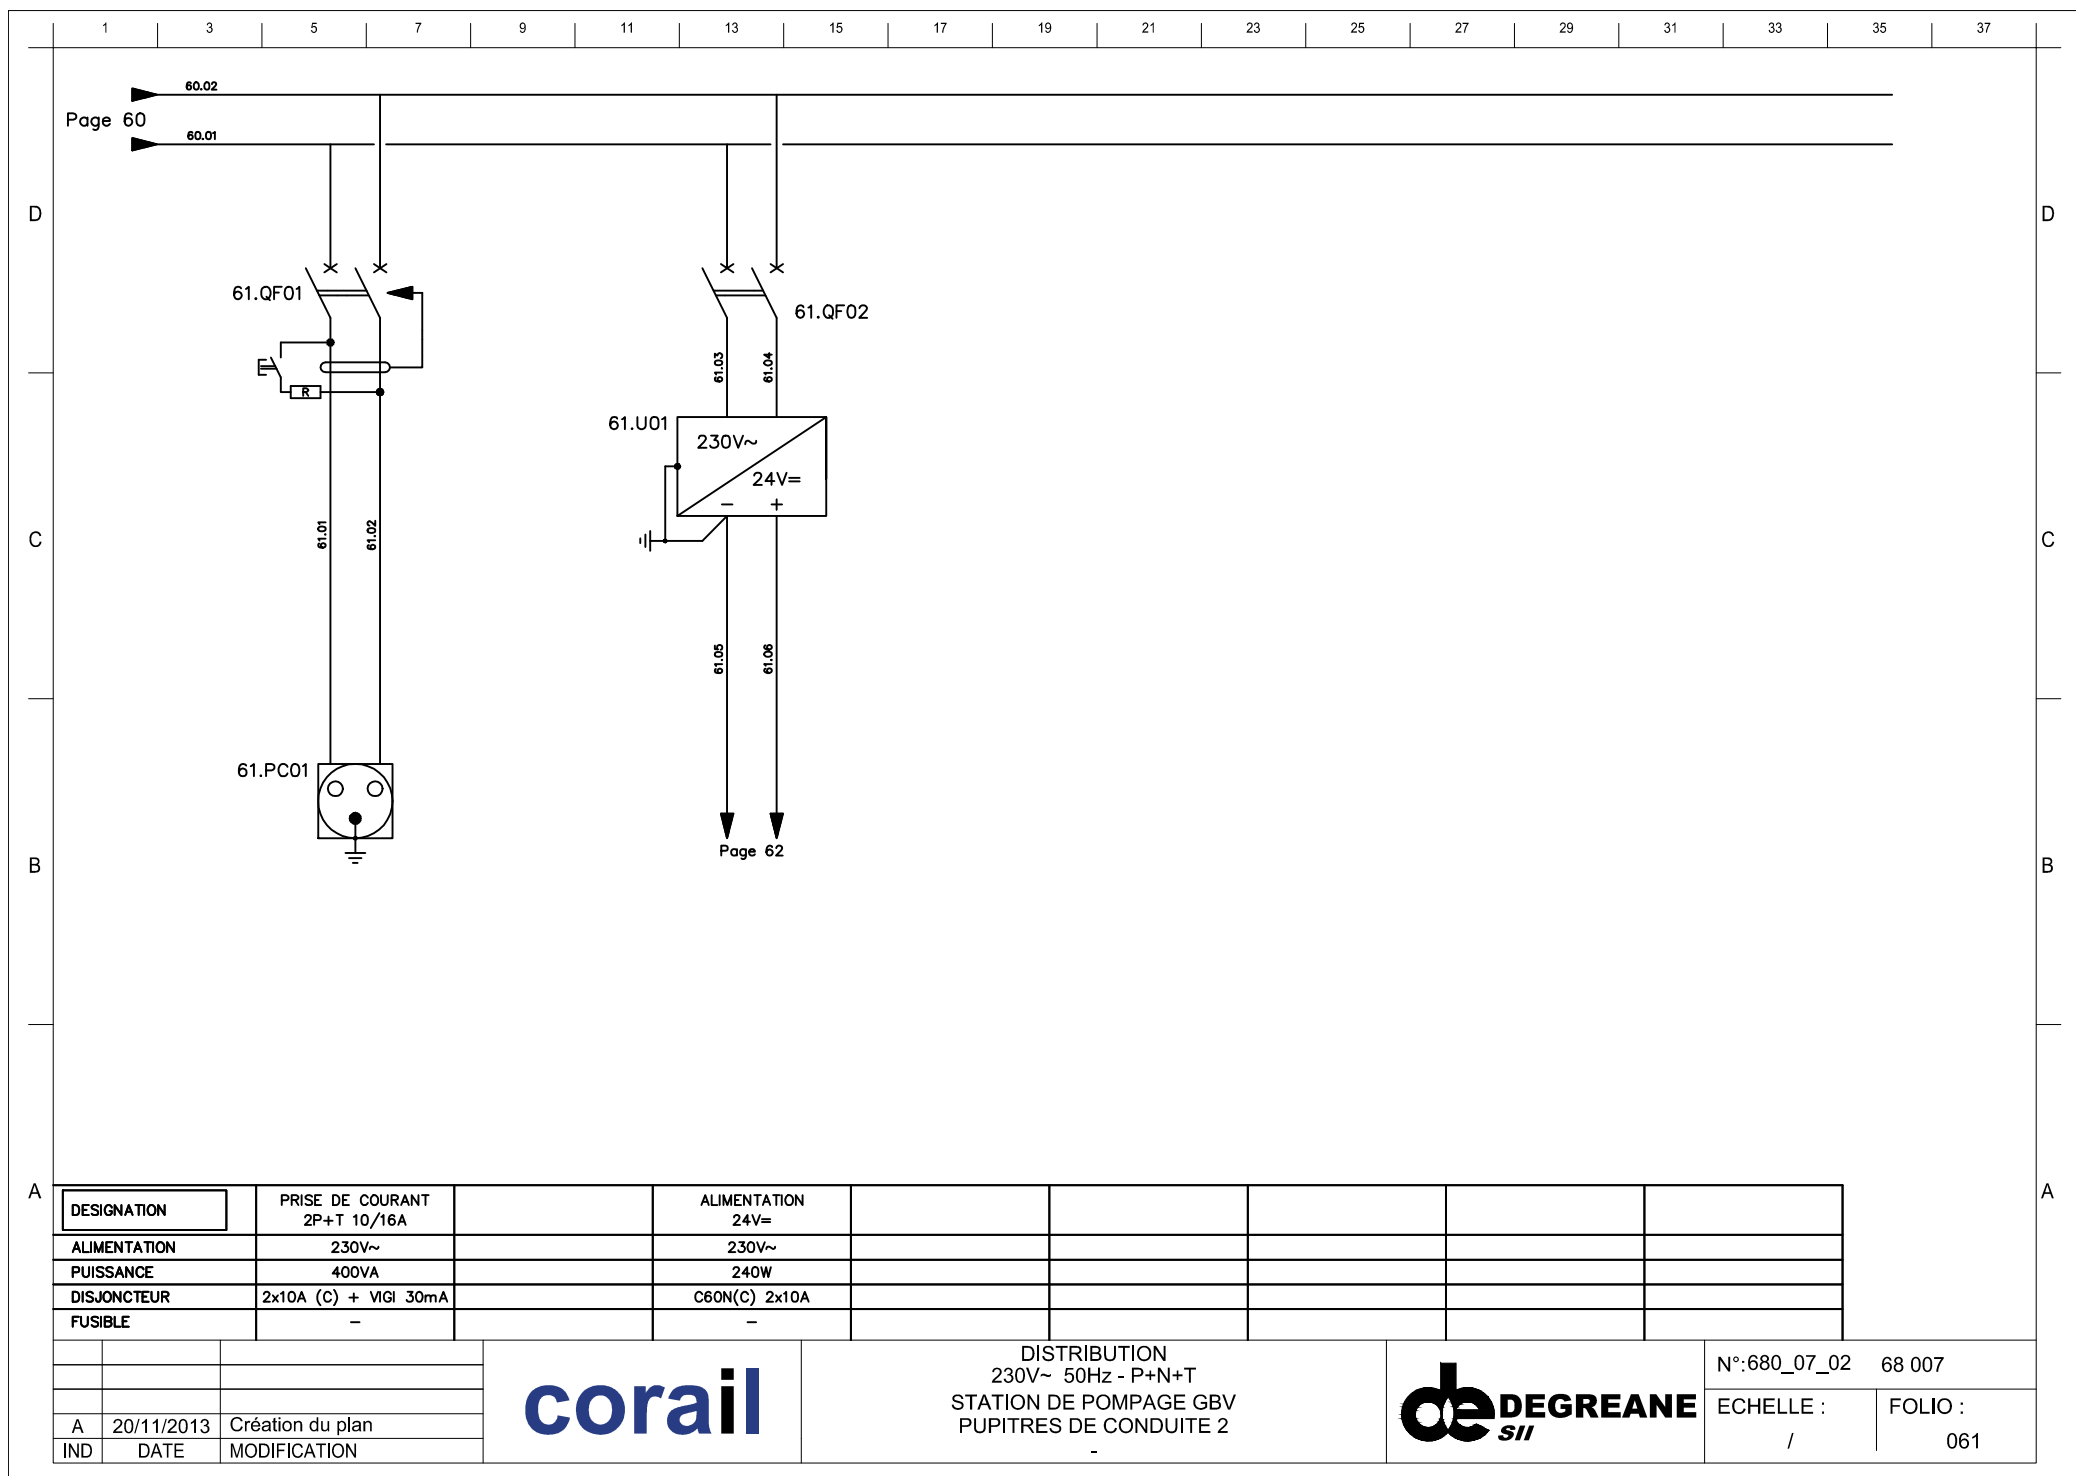 1 3 5 7 9 11 13 15 17 19 21 23 25 27 29 31 33 35 37
60.02
Page 60
60.01
D D
61.QF01
61.QF02
61.03 61.04
R
61.U01
230V~
24V=
- +
61.01 61.02
C C
61.05 61.06
61.PC01
Page 62
B B
A A
DESIGNATION PRISE DE COURANT 2P+T 10/16A ALIMENTATION 24V=
ALIMENTATION 230V~ 230V~
PUISSANCE 400VA 240W
DISJONCTEUR 2x10A (C) + VIGI 30mA C60N(C) 2x10A
FUSIBLE - -
A 20/11/2013 Création du plan
IND DATE MODIFICATION
corail
DISTRIBUTION
230V~ 50Hz - P+N+T
STATION DE POMPAGE GBV
PUPITRES DE CONDUITE 2
-
de DEGREANE
SII
N°:680_07_02 68 007
ECHELLE : FOLIO :
/ 061